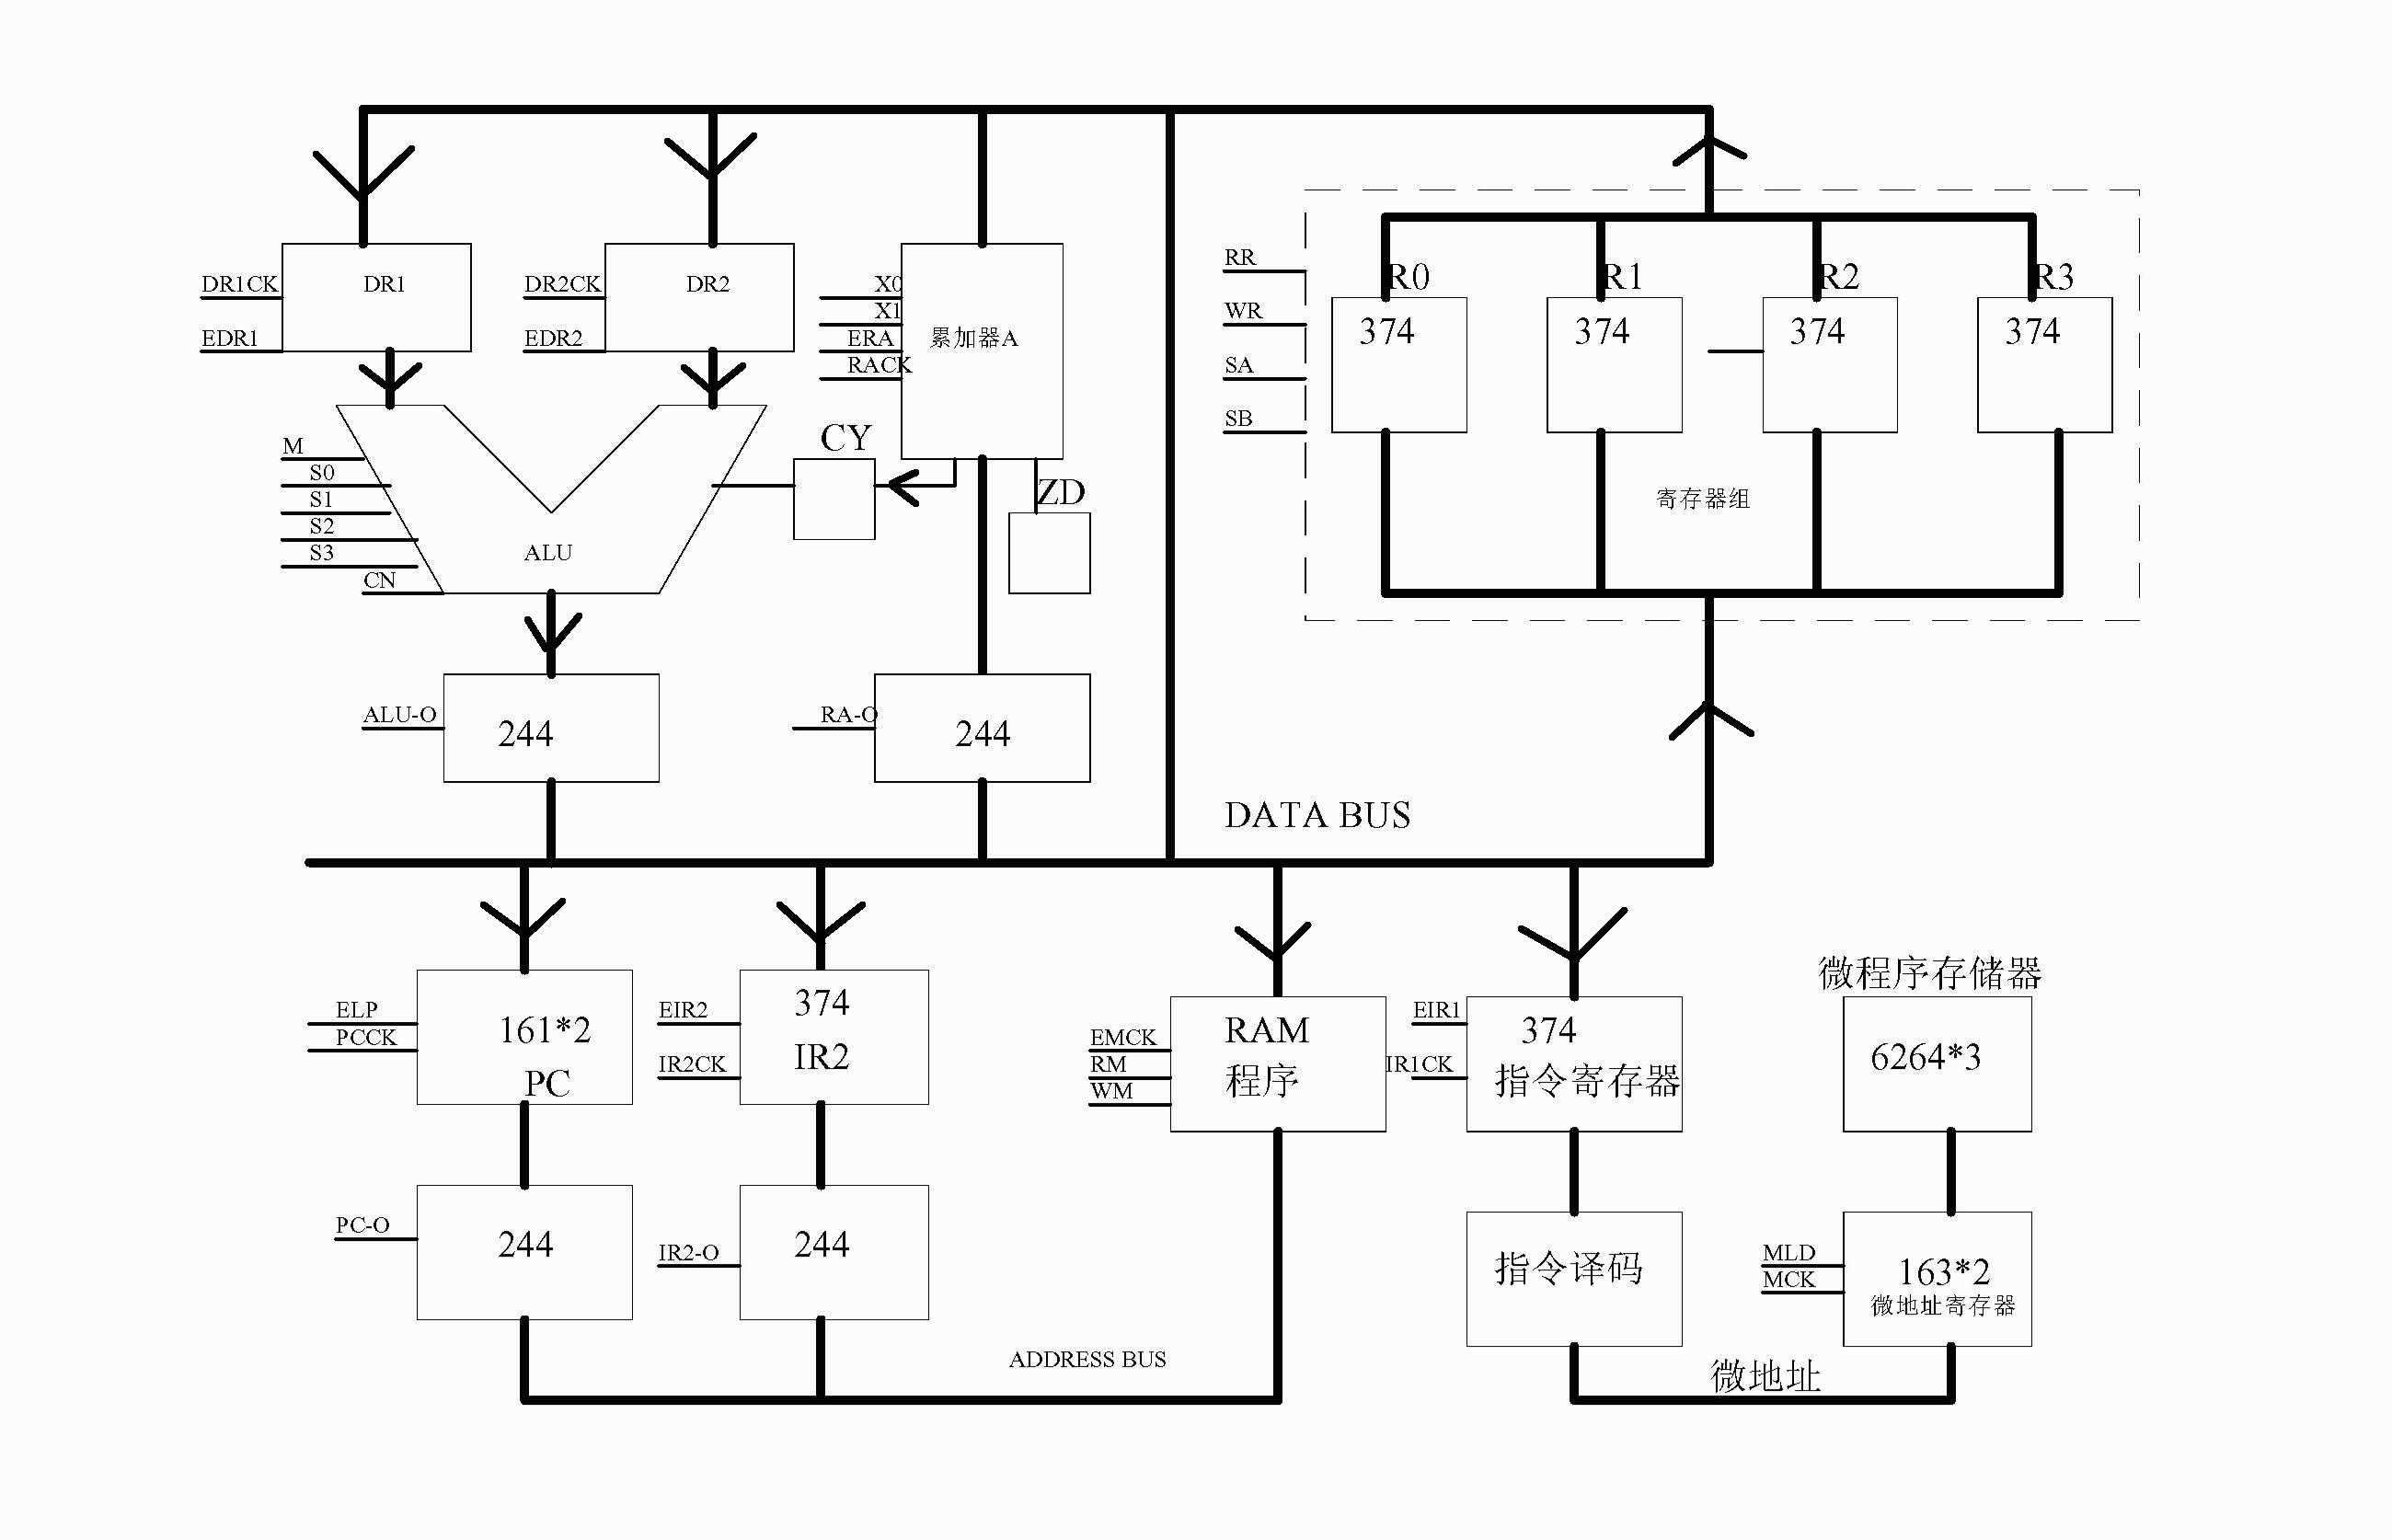 RR
R0
R1
R2
R3
DR1CK
DR1
DR2CK
DR2
X0
X1
EDR1
EDR2
ERA
累加器A
RACK
WR
374
374
374
374
SA
SB
CY
M
S0
S1
S2
S3
CN
ALU
ZD
寄存器组
ALU-O
244
RA-O
244
DATA BUS
ELP
PCCK
161*2
PC
EIR2
IR2CK
374
IR2
EMCK
RM
WM
RAM
程序
EIR1
IR1CK
374
指令寄存器
微程序存储器
6264*3
PC-O
244
IR2-O
244
指令译码
MLD
MCK
163*2
微地址寄存器
ADDRESS BUS
微地址